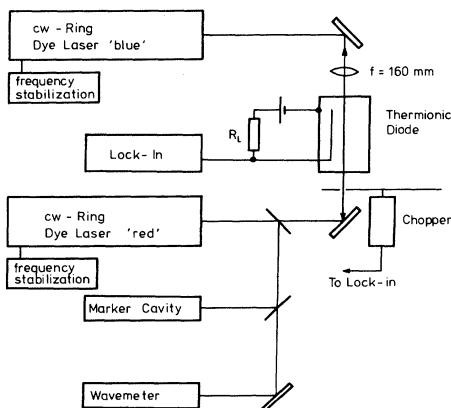 cw - Ring
Dye Laser 'blue'
frequency
stabilization
f = 160 mm
Thermionic
Diode
R_L
Lock - In
cw - Ring
Dye Laser 'red'
Chopper
frequency
stabilization
To Lock - in
Marker Cavity
Wavemeter